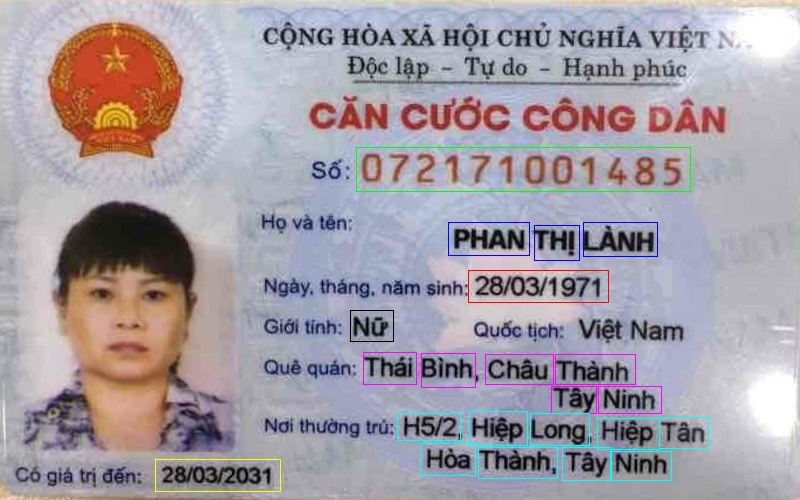 CỘNG HÒA XÃ HỘI CHỦ NGHĨA VIỆT
Độc lập - Tự do - Hạnh phúc
CĂN CƯỚC CÔNG DÂN
Số: 072171001485
Họ và tên:
PHAN THỊ LÀNH
Ngày, tháng, năm sinh: 28/03/1971
Giới tính: Nữ Quốc tịch: Việt Nam
Quê quán: Thái Bình, Châu Thành
Tây Ninh
Nơi thường trú: H5/2, Hiệp Long, Hiệp Tân
Hòa Thành, Tây Ninh
Có giá trị đến: 28/03/2031